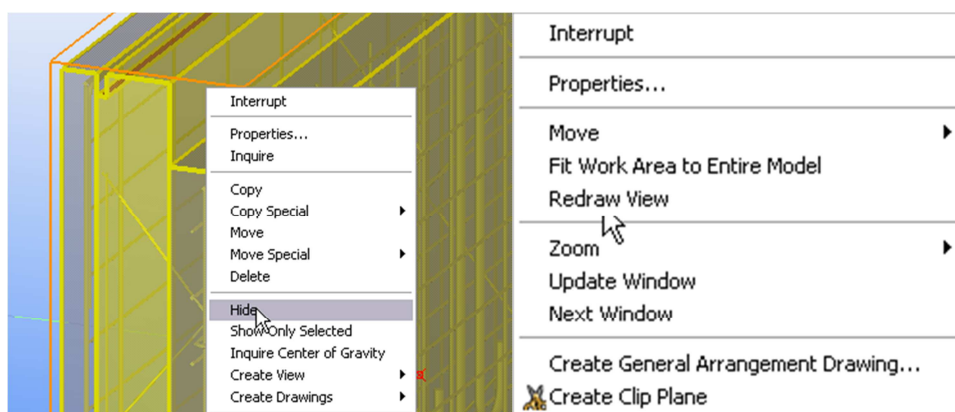 Interrupt
Properties...
Inquire
Copy
Copy Special
Move
Move Special
Delete
Hide
Show Only Selected
Inquire Center of Gravity
Create View
Create Drawings
Interrupt
Properties...
Move
Fit Work Area to Entire Model
Redraw View
Zoom
Update Window
Next Window
Create General Arrangement Drawing...
Create Clip Plane